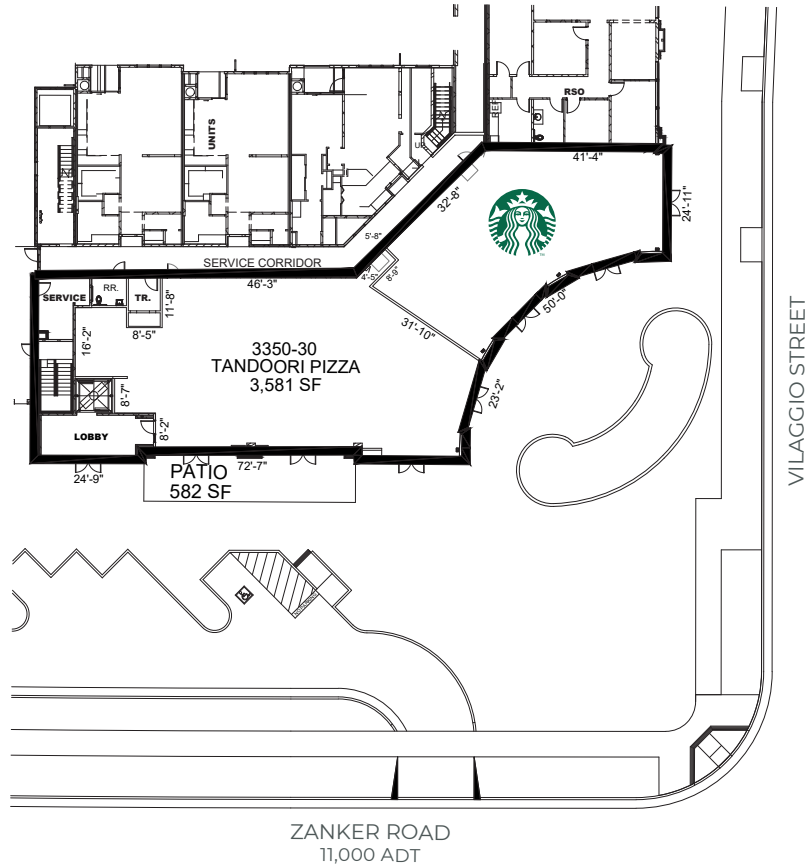 RSO
REF
UNITS
UP
41'-4"
32'-8"
24'-11"
5'-8"
SERVICE CORRIDOR
46'-3"
4'-5"
8'-9"
50'-0"
SERVICE
RR.
TR.
11'-8"
8'-5"
16'-2"
31'-10"
3350-30
TANDOORI PIZZA
3,581 SF
8'-7"
23'-2"
LOBBY
8'-2"
24'-9"
72'-7"
PATIO
582 SF
VILAGGIO STREET
ZANKER ROAD
11,000 ADT